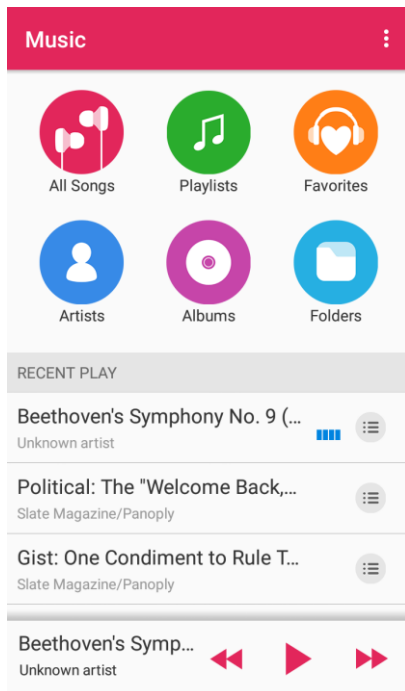 Music
All Songs
Playlists
Favorites
Artists
Albums
Folders
RECENT PLAY
Beethoven's Symphony No. 9 (...
Unknown artist
Political: The "Welcome Back,...
Slate Magazine/Panoply
Gist: One Condiment to Rule T...
Slate Magazine/Panoply
Beethoven's Symp...
Unknown artist